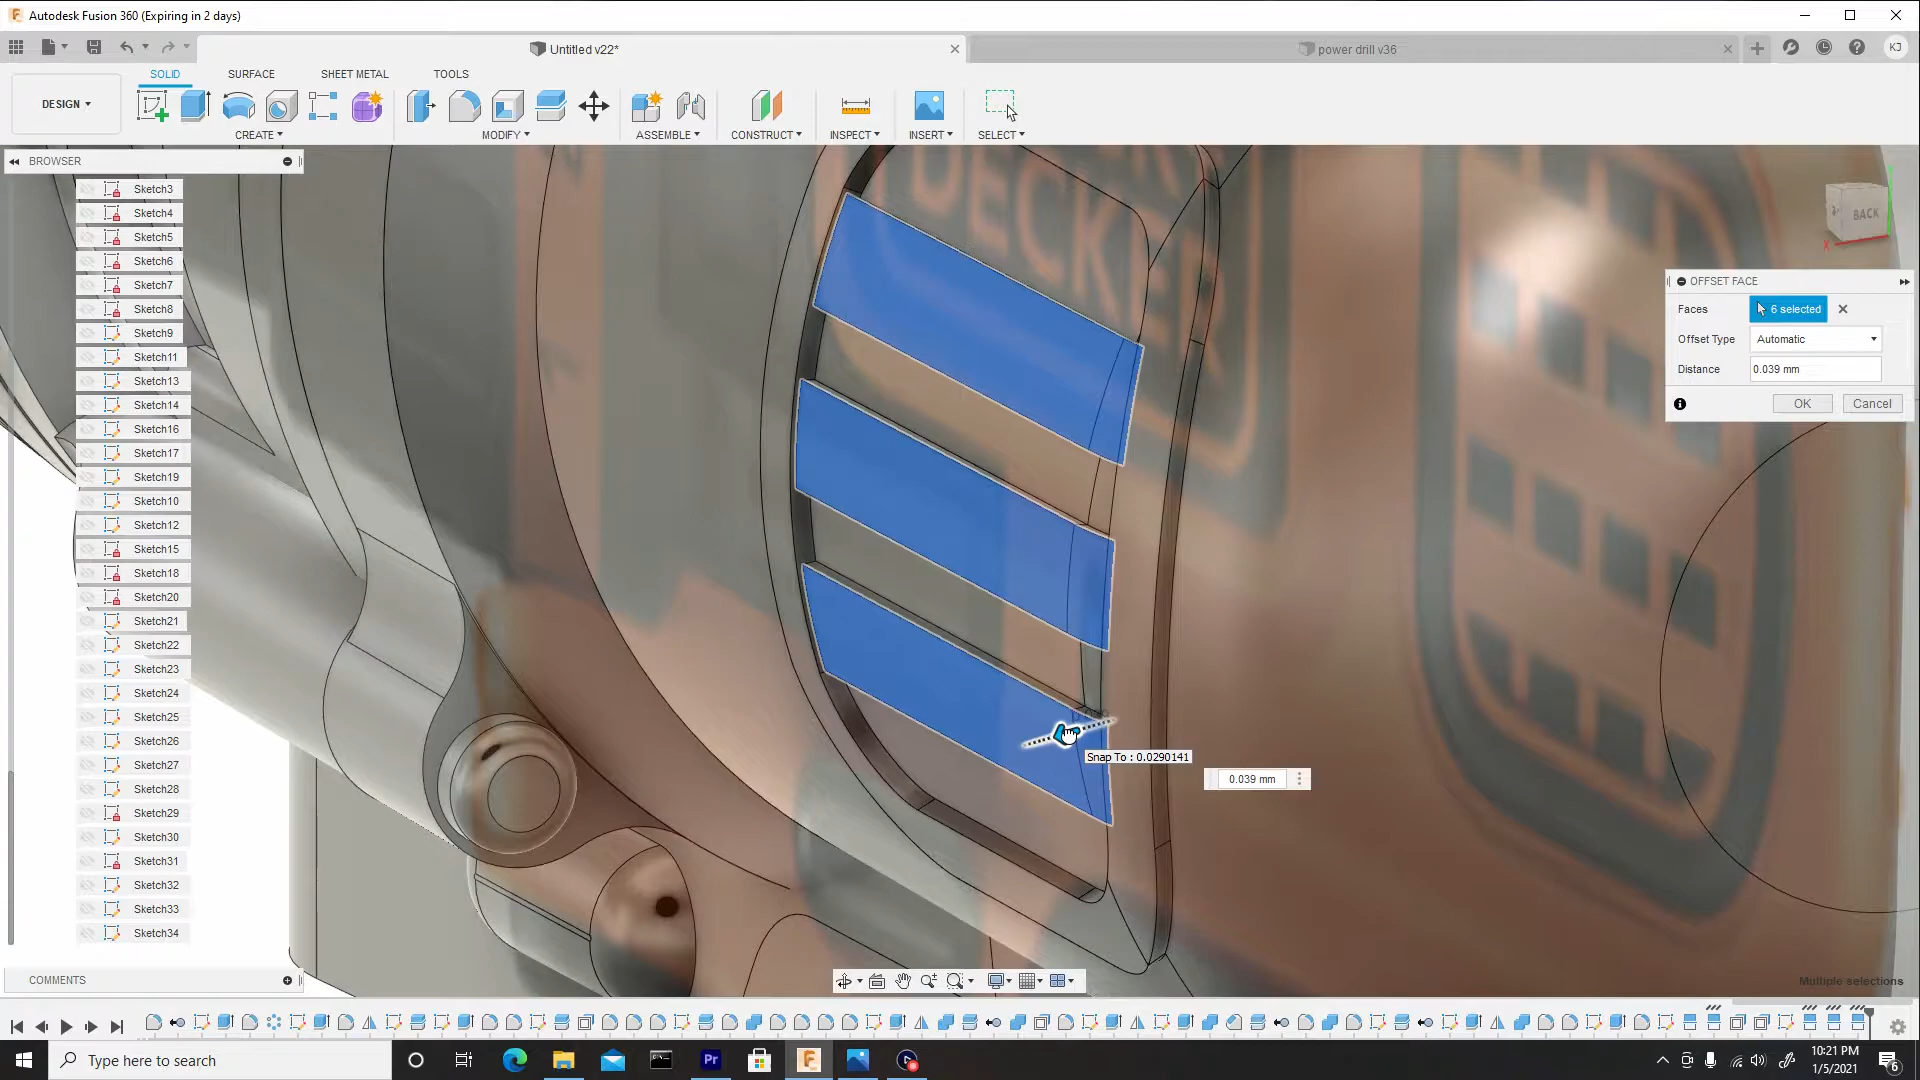 Autodesk Fusion 360 (Expiring in 2 days)
Untitled v22*
power drill v36
KJ
DESIGN
SOLID
SURFACE
SHEET METAL
TOOLS
CREATE
MODIFY
ASSEMBLE
CONSTRUCT
INSPECT
INSERT
SELECT
BROWSER
Sketch3
Sketch4
Sketch5
Sketch6
Sketch7
Sketch8
Sketch9
Sketch11
Sketch13
Sketch14
Sketch16
Sketch17
Sketch19
Sketch10
Sketch12
Sketch15
Sketch18
Sketch20
Sketch21
Sketch22
Sketch23
Sketch24
Sketch25
Sketch26
Sketch27
Sketch28
Sketch29
Sketch30
Sketch31
Sketch32
Sketch33
Sketch34
DECKER
BACK
X
OFFSET FACE
Faces
6 selected
Offset Type
Automatic
Distance
0.039 mm
OK
Cancel
Snap To : 0.0290141
0.039 mm
COMMENTS
Multiple selections
Type here to search
Pr
10:21 PM
1/5/2021
6